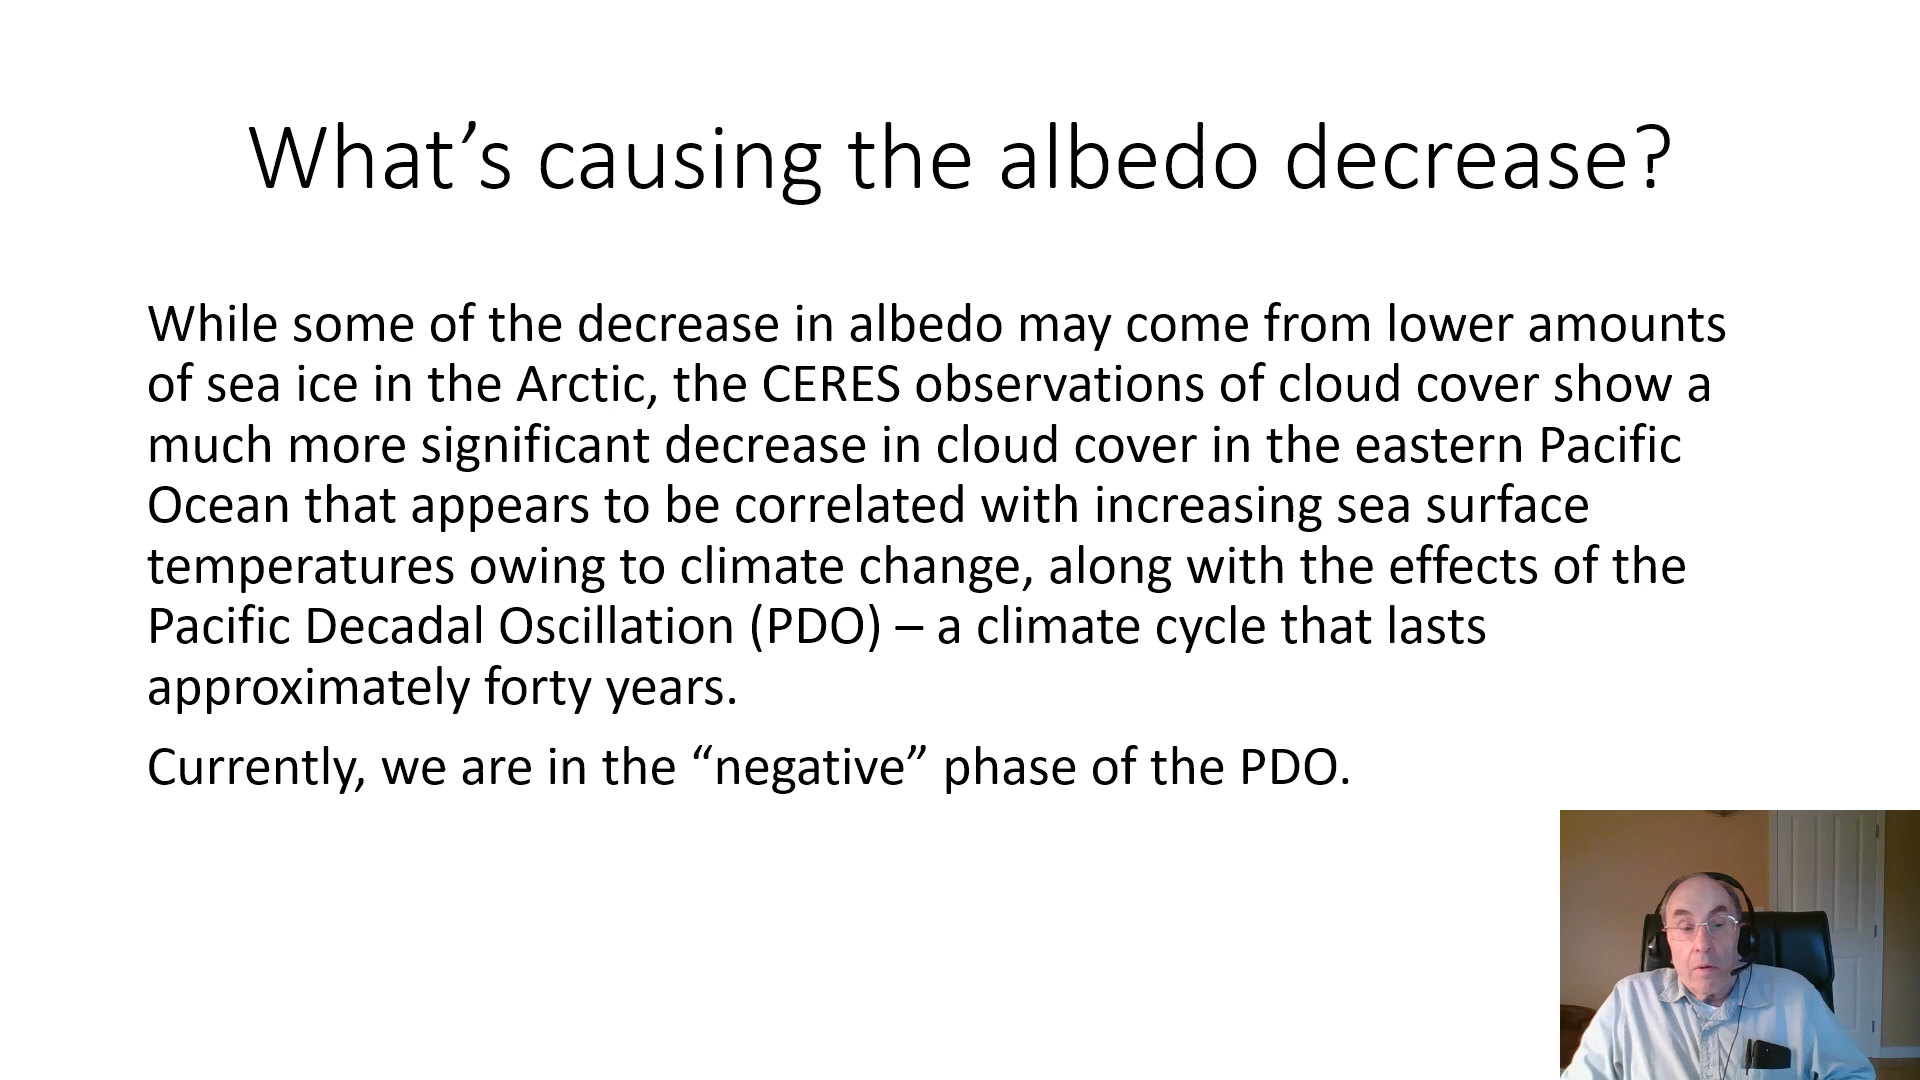 What’s causing the albedo decrease?
While some of the decrease in albedo may come from lower amounts
of sea ice in the Arctic, the CERES observations of cloud cover show a
much more significant decrease in cloud cover in the eastern Pacific
Ocean that appears to be correlated with increasing sea surface
temperatures owing to climate change, along with the effects of the
Pacific Decadal Oscillation (PDO) – a climate cycle that lasts
approximately forty years.
Currently, we are in the “negative” phase of the PDO.